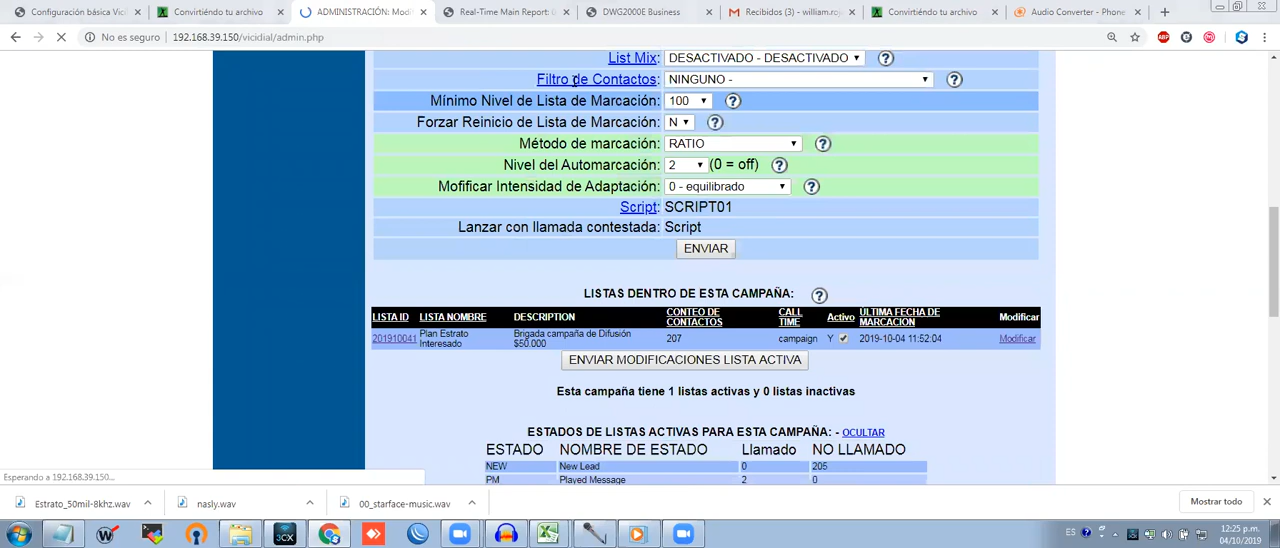 Configuración básica Vici
Convirtiéndo tu archivo
ADMINISTRACIÓN: Mod
Real-Time Main Report: 
DWG2000E Business
Recibidos (3) - william.roj
Convirtiéndo tu archivo
Audio Converter - Phone
No es seguro | 192.168.39.150/vicidial/admin.php
List Mix: DESACTIVADO - DESACTIVADO
Filtro de Contactos: NINGUNO -
Mínimo Nivel de Lista de Marcación: 100
Forzar Reinicio de Lista de Marcación: N
Método de marcación: RATIO
Nivel del Automarcación: 2 (0 = off)
Mofificar Intensidad de Adaptación: 0 - equilibrado
Script: SCRIPT01
Lanzar con llamada contestada: Script
ENVIAR
LISTAS DENTRO DE ESTA CAMPAÑA:
LISTA ID LISTA NOMBRE DESCRIPTION CONTEO DE CONTACTOS CALL TIME Activo ÚLTIMA FECHA DE MARCACION Modificar
201910041 Plan Estrato Interesado Brigada campaña de Difusión $50.000 207 campaign Y 2019-10-04 11:52:04 Modificar
ENVIAR MODIFICACIONES LISTA ACTIVA
Esta campaña tiene 1 listas activas y 0 listas inactivas
ESTADOS DE LISTAS ACTIVAS PARA ESTA CAMPAÑA: - OCULTAR
ESTADO NOMBRE DE ESTADO Llamado NO LLAMADO
NEW New Lead 0 205
PM Played Message 2 0
Esperando a 192.168.39.150...
Estrato_50mil-8khz.wav
nasly.wav
00_starface-music.wav
Mostrar todo
3CX
ES
12:25 p.m.
04/10/2019